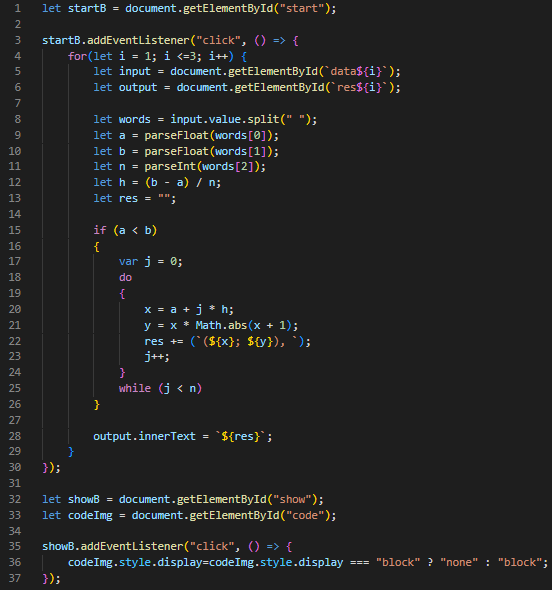 1 let startB = document.getElementById("start");
2
3 startB.addEventListener("click", () => {
4     for(let i = 1; i <=3; i++) {
5         let input = document.getElementById(`data${i}`);
6         let output = document.getElementById(`res${i}`);
7
8         let words = input.value.split(" ");
9         let a = parseFloat(words[0]);
10         let b = parseFloat(words[1]);
11         let n = parseInt(words[2]);
12         let h = (b - a) / n;
13         let res = "";
14
15         if (a < b)
16         {
17             var j = 0;
18             do
19             {
20                 x = a + j * h;
21                 y = x * Math.abs(x + 1);
22                 res += (`(${x}; ${y}), `);
23                 j++;
24             }
25             while (j < n)
26         }
27
28         output.innerText = `${res}`;
29     }
30 });
31
32 let showB = document.getElementById("show");
33 let codeImg = document.getElementById("code");
34
35 showB.addEventListener("click", () => {
36     codeImg.style.display=codeImg.style.display === "block" ? "none" : "block";
37 });